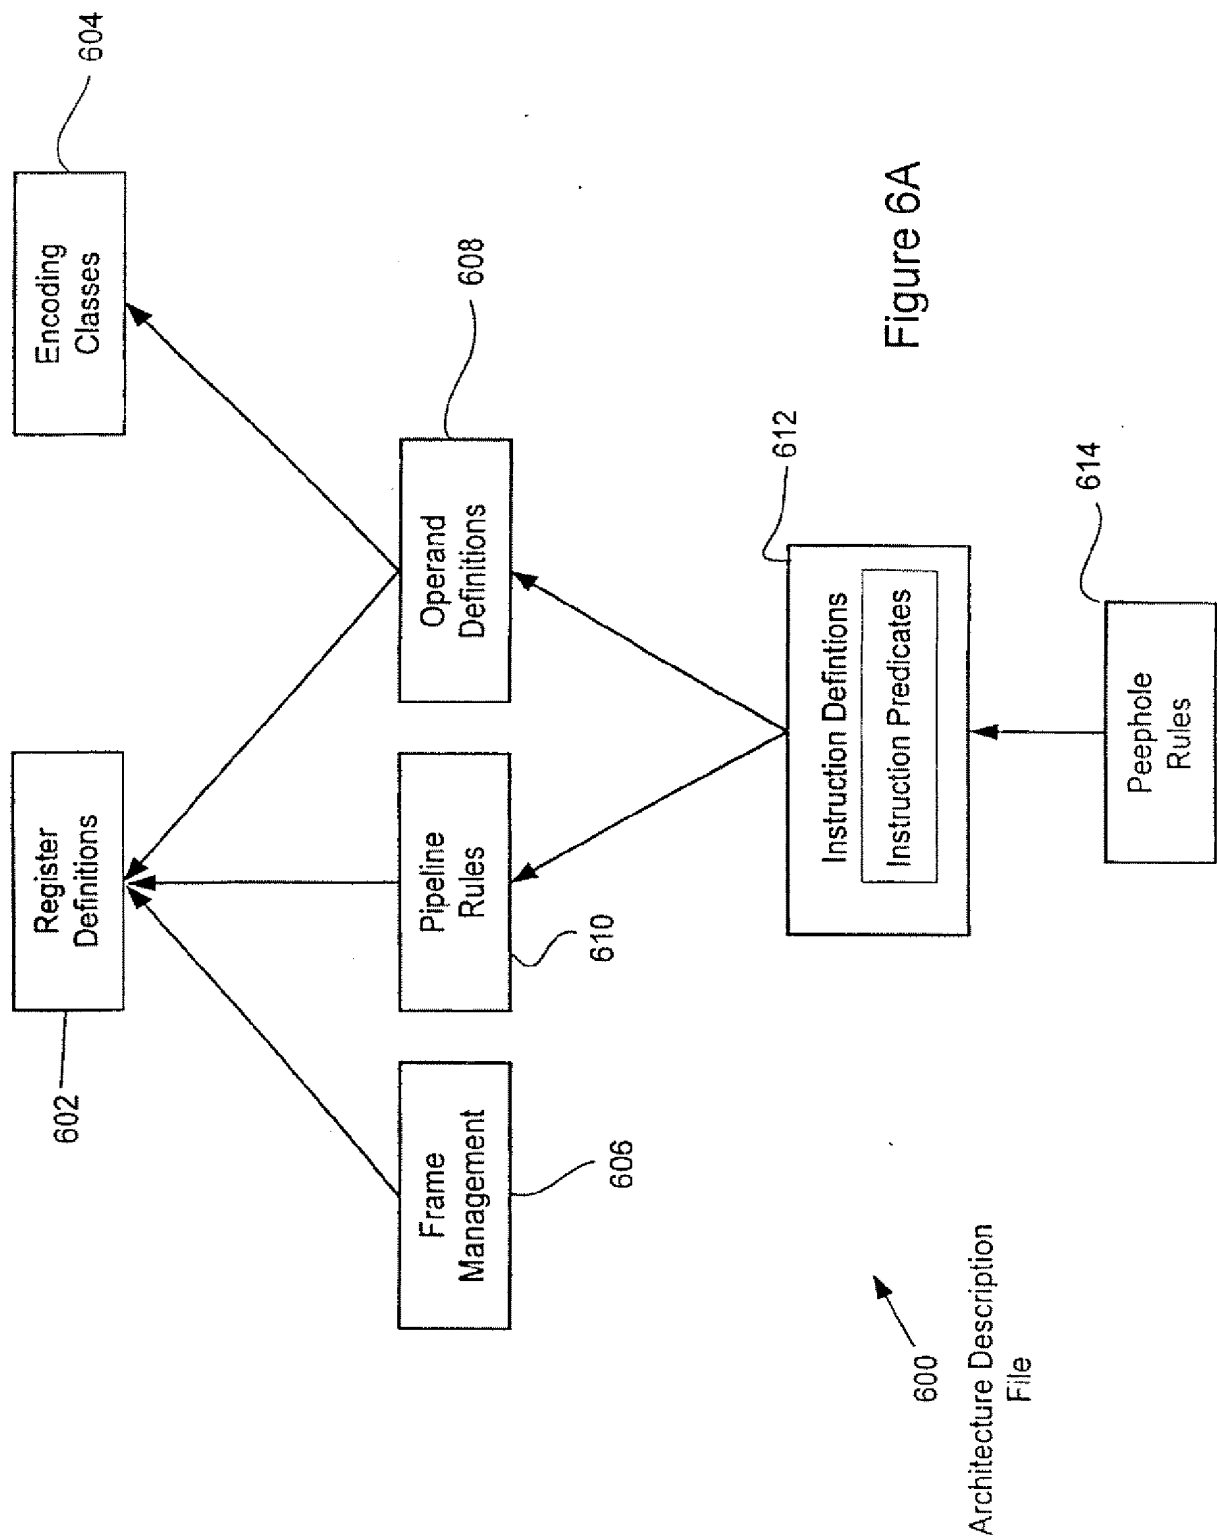 602
Register
Definitions
Encoding
Classes
604
Frame
Management
606
Pipeline
Rules
610
Operand
Definitions
608
Instruction Defintions
Instruction Predicates
612
Peephole
Rules
614
600
Architecture Description
File
Figure 6A